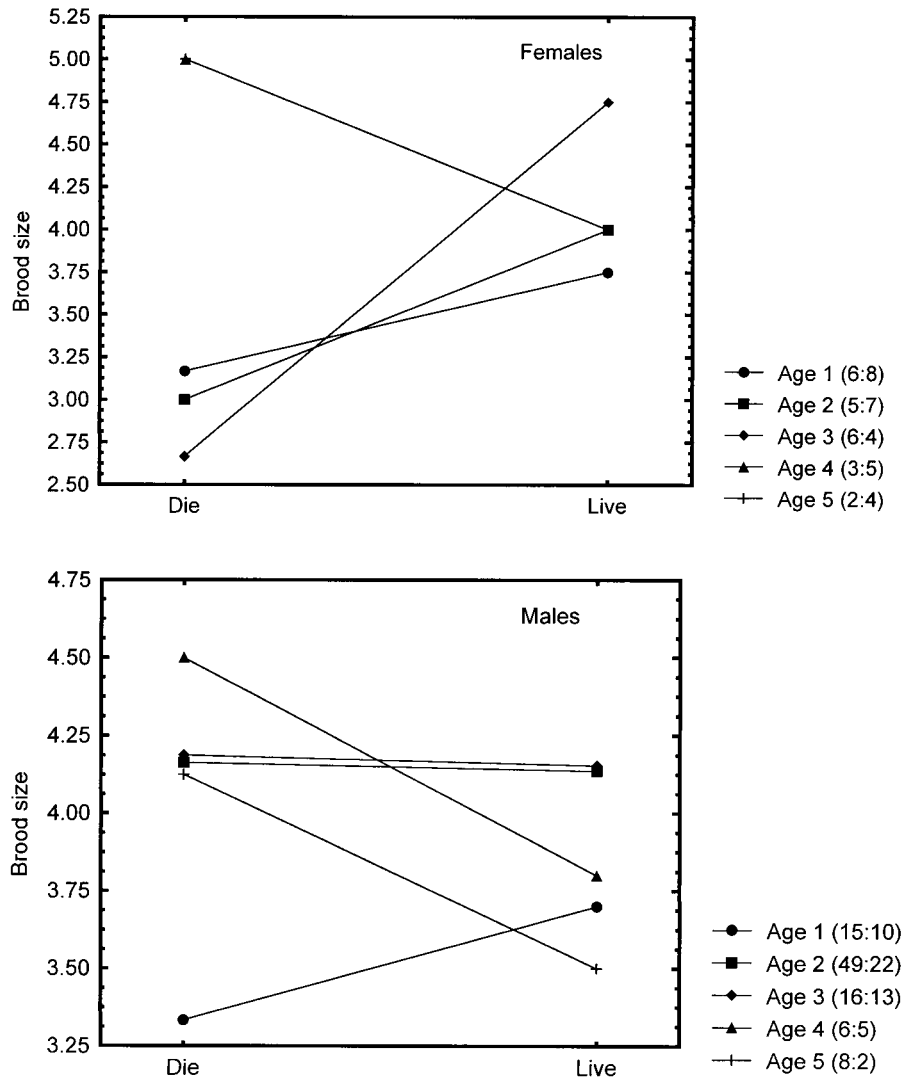 Females
Brood size
5.25
5.00
4.75
4.50
4.25
4.00
3.75
3.50
3.25
3.00
2.75
2.50
Die
Live
Age 1 (6:8)
Age 2 (5:7)
Age 3 (6:4)
Age 4 (3:5)
Age 5 (2:4)
Males
Brood size
4.75
4.50
4.25
4.00
3.75
3.50
3.25
Die
Live
Age 1 (15:10)
Age 2 (49:22)
Age 3 (16:13)
Age 4 (6:5)
Age 5 (8:2)